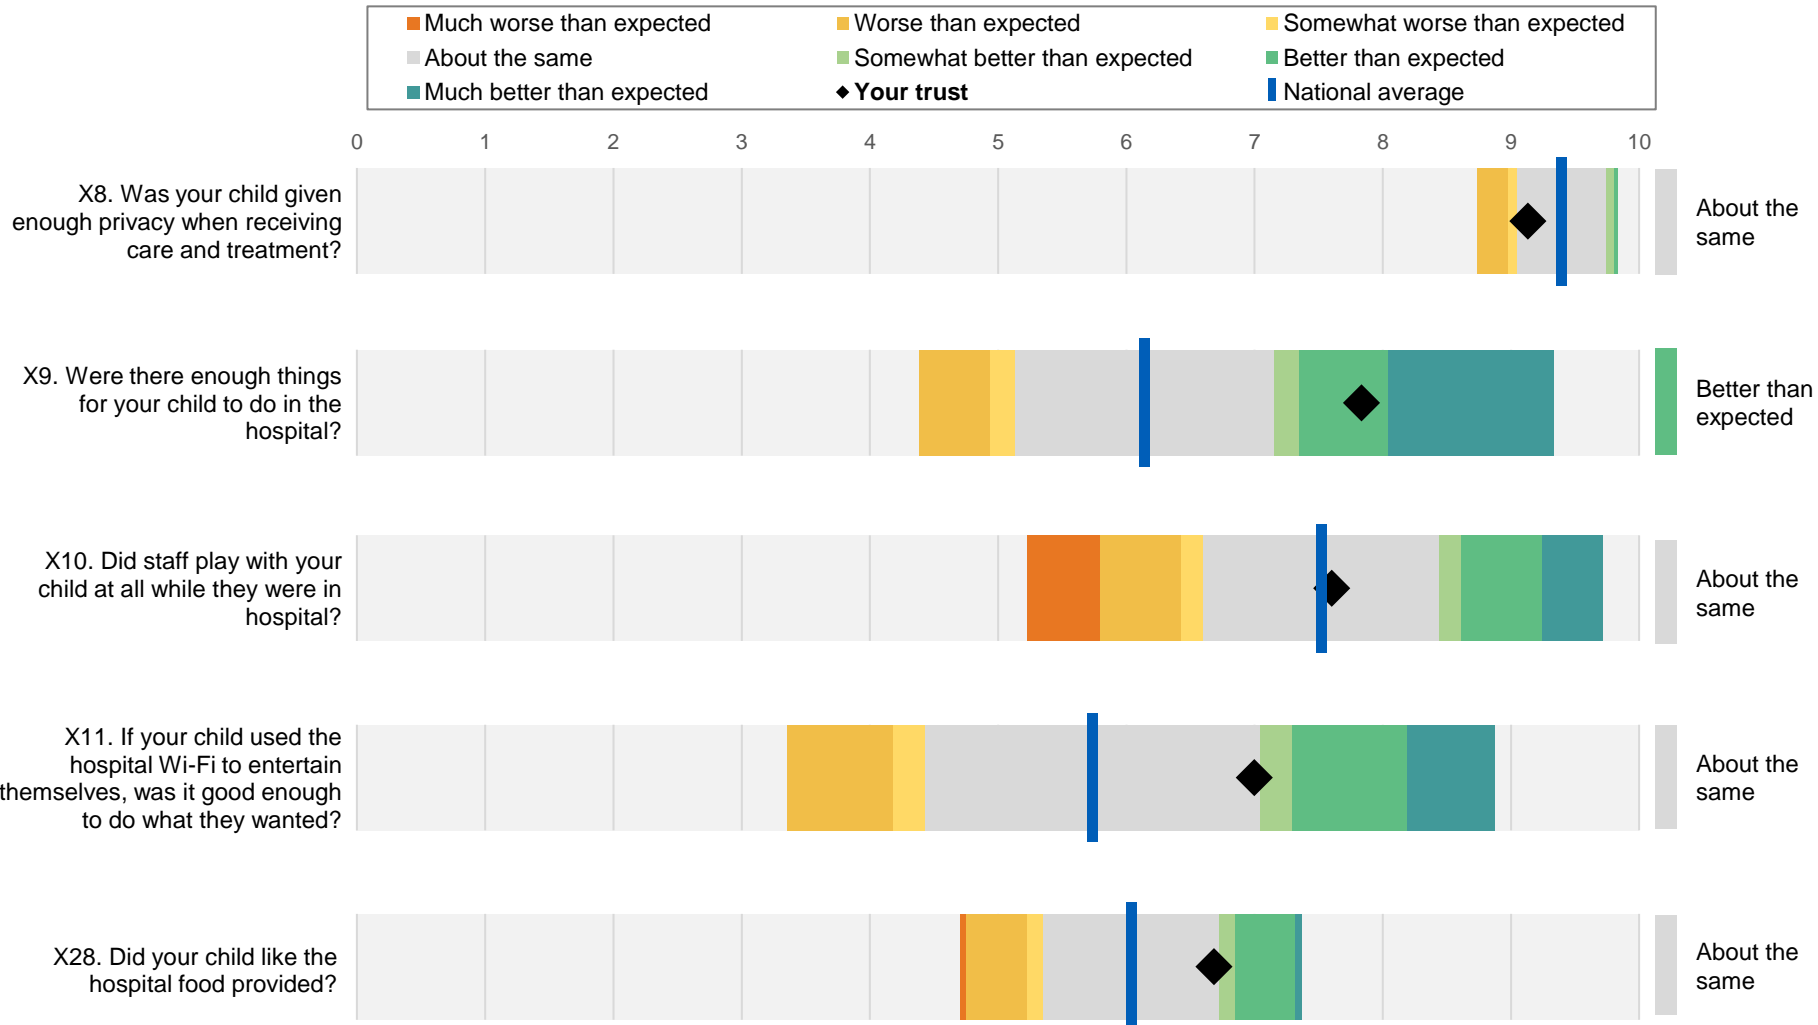 Much worse than expected
Worse than expected
Somewhat worse than expected
About the same
Somewhat better than expected
Better than expected
Much better than expected
Your trust
National average
0 1 2 3 4 5 6 7 8 9 10
X8. Was your child given
enough privacy when receiving
care and treatment?
About the
same
X9. Were there enough things
for your child to do in the
hospital?
Better than
expected
X10. Did staff play with your
child at all while they were in
hospital?
About the
same
X11. If your child used the
hospital Wi-Fi to entertain
themselves, was it good enough
to do what they wanted?
About the
same
X28. Did your child like the
hospital food provided?
About the
same